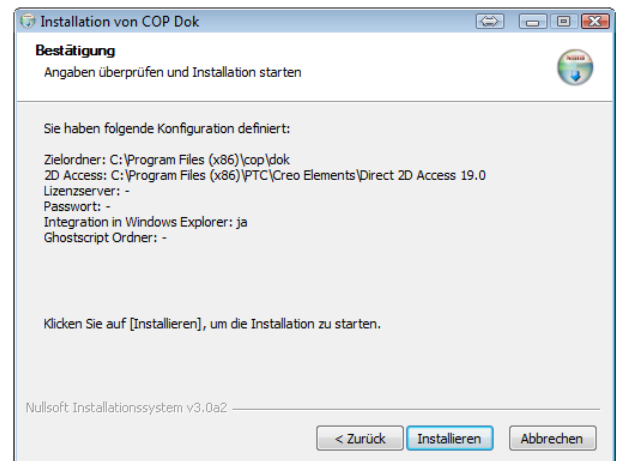 Installation von COP Dok
Bestätigung
Angaben überprüfen und Installation starten
Sie haben folgende Konfiguration definiert:
Zielordner: C:\Program Files (x86)\cop\dok
2D Access: C:\Program Files (x86)\PTC\Creo Elements\Direct 2D Access 19.0
Lizenzserver: -
Passwort: -
Integration in Windows Explorer: ja
Ghostscript Ordner: -
Klicken Sie auf [Installieren], um die Installation zu starten.
Nullsoft Installationssystem v3.0a2
< Zurück Installieren Abbrechen